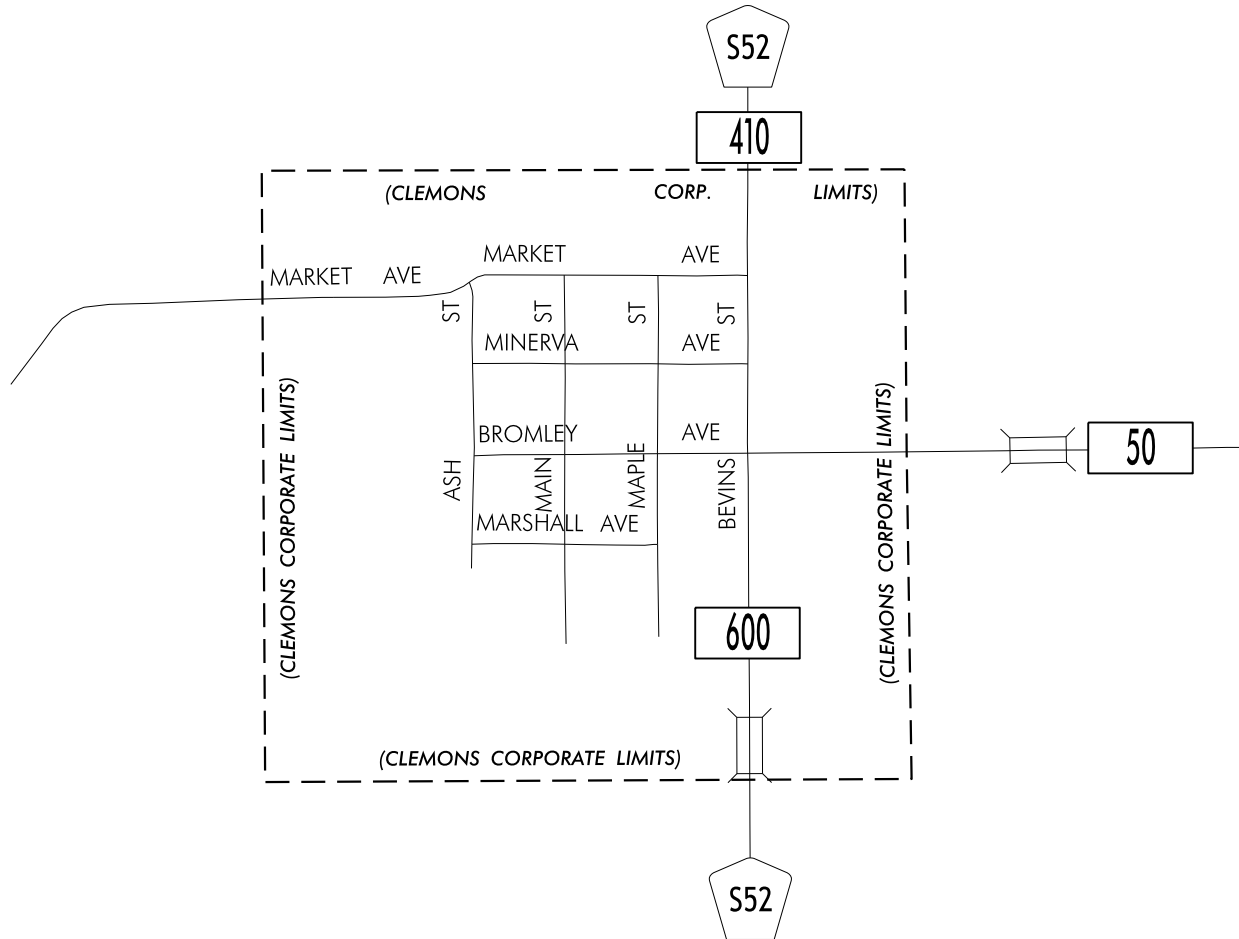 S52
410
(CLEMONS CORP. LIMITS)
MARKET AVE
MARKET AVE
ST
ST
ST
ST
MINERVA AVE
(CLEMONS CORPORATE LIMITS)
(CLEMONS CORPORATE LIMITS)
BROMLEY AVE
50
ASH
MAIN
MAPLE
BEVINS
MARSHALL AVE
600
(CLEMONS CORPORATE LIMITS)
S52